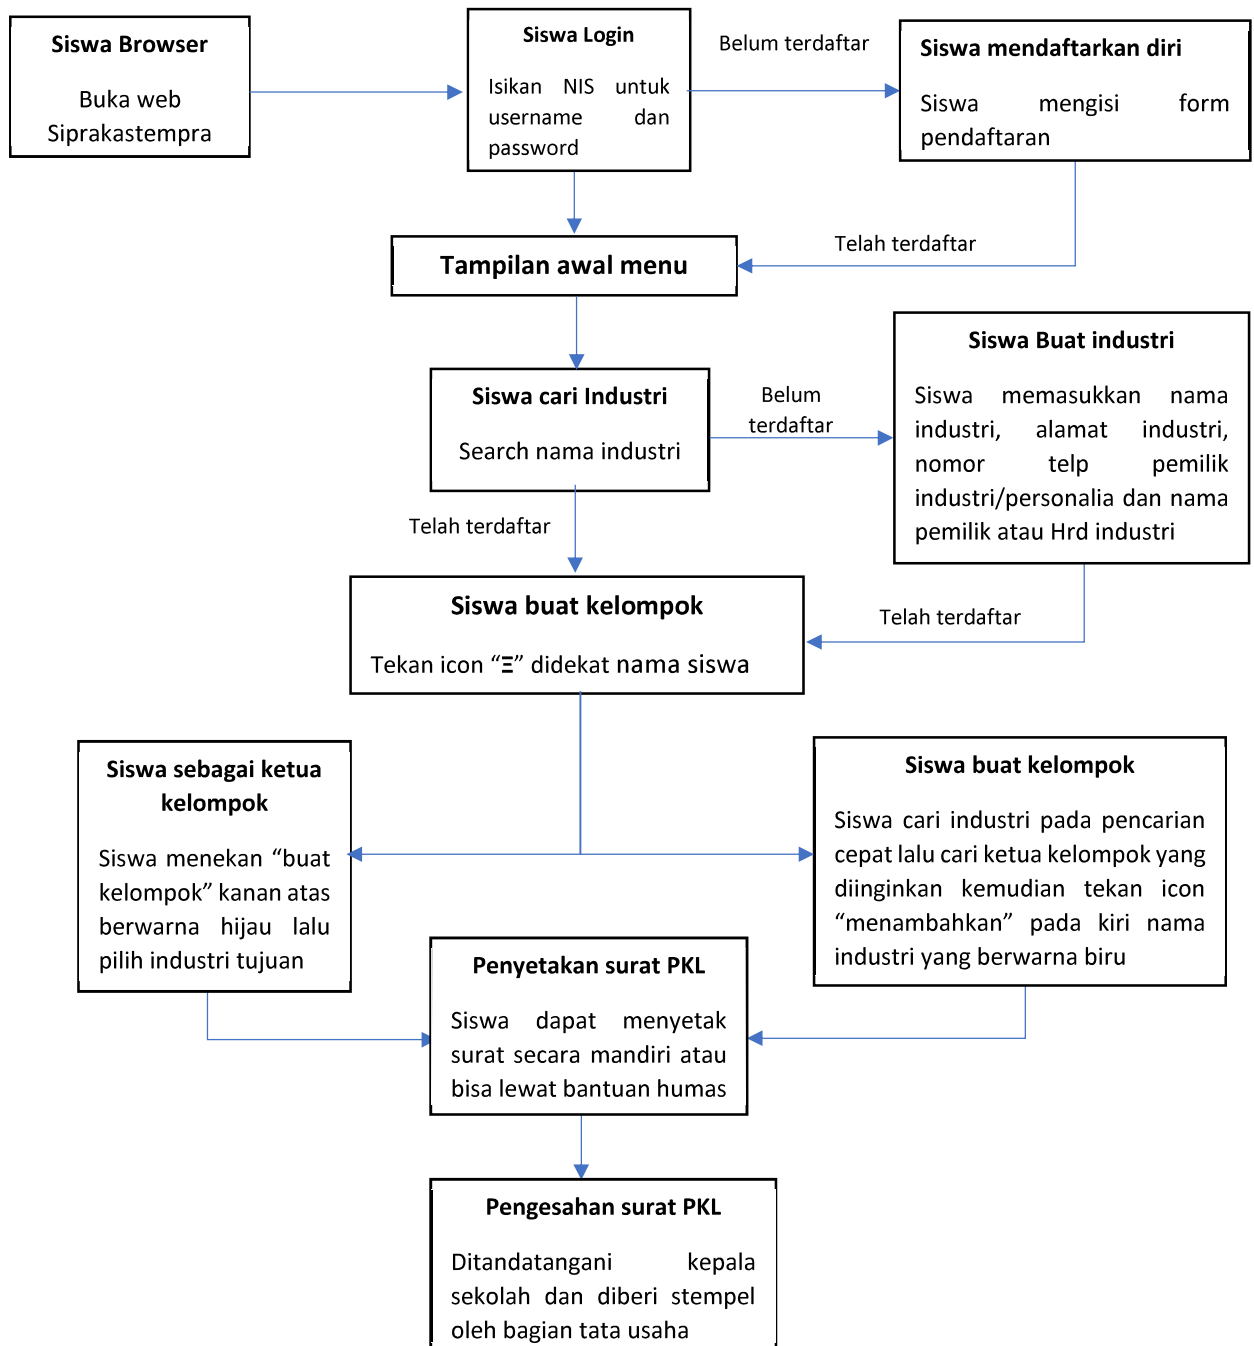 Siswa Browser
Buka web
Siprakastempra
Siswa Login
Isikan NIS untuk
username dan
password
Belum terdaftar
Siswa mendaftarkan diri
Siswa mengisi form
pendaftaran
Telah terdaftar
Tampilan awal menu
Siswa cari Industri
Search nama industri
Belum
terdaftar
Siswa Buat industri
Siswa memasukkan nama
industri, alamat industri,
nomor telp pemilik
industri/personalia dan nama
pemilik atau Hrd industri
Telah terdaftar
Telah terdaftar
Siswa buat kelompok
Tekan icon “Ξ” didekat nama siswa
Siswa sebagai ketua
kelompok
Siswa menekan “buat
kelompok” kanan atas
berwarna hijau lalu
pilih industri tujuan
Siswa buat kelompok
Siswa cari industri pada pencarian
cepat lalu cari ketua kelompok yang
diinginkan kemudian tekan icon
“menambahkan” pada kiri nama
industri yang berwarna biru
Penyetakan surat PKL
Siswa dapat menyetak
surat secara mandiri atau
bisa lewat bantuan humas
Pengesahan surat PKL
Ditandatangani kepala
sekolah dan diberi stempel
oleh bagian tata usaha